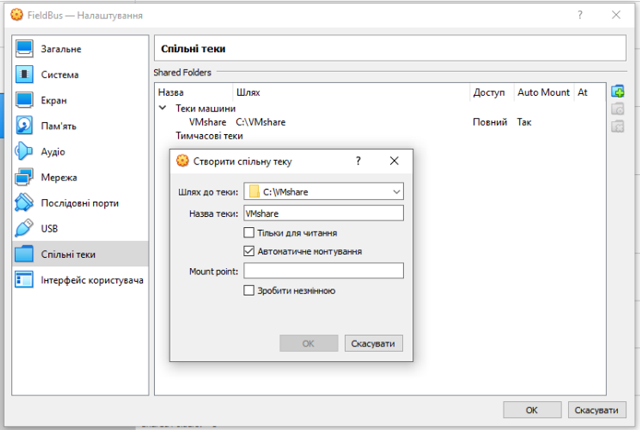 FieldBus — Налаштування
Загальне
Система
Екран
Пам'ять
Аудіо
Мережа
Послідовні порти
USB
Спільні теки
Інтерфейс користувача
Спільні теки
Shared Folders
Назва Шлях Доступ Auto Mount At
Теки машини
VMshare C:\VMshare Повний Так
Тимчасові теки
Створити спільну теку
Шлях до теки: C:\VMshare
Назва теки: VMshare
Тільки для читання
Автоматичне монтування
Mount point:
Зробити незмінною
OK Скасувати
OK Скасувати